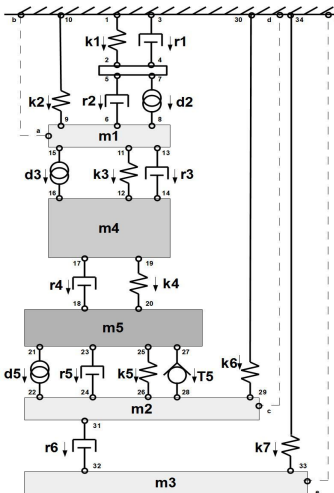 b 10 1 3 30 d 34
k1 r1
2 4
5 7
k2 r2 d2
9 6 8
a m1
15 11 13
d3 k3 r3
16 12 14
m4
17 19
r4 k4
18 20
m5
21 23 25 27
d5 r5 k5 T5 k6
22 24 26 28 29
m2 c
31
r6 k7
32 33
m3 e